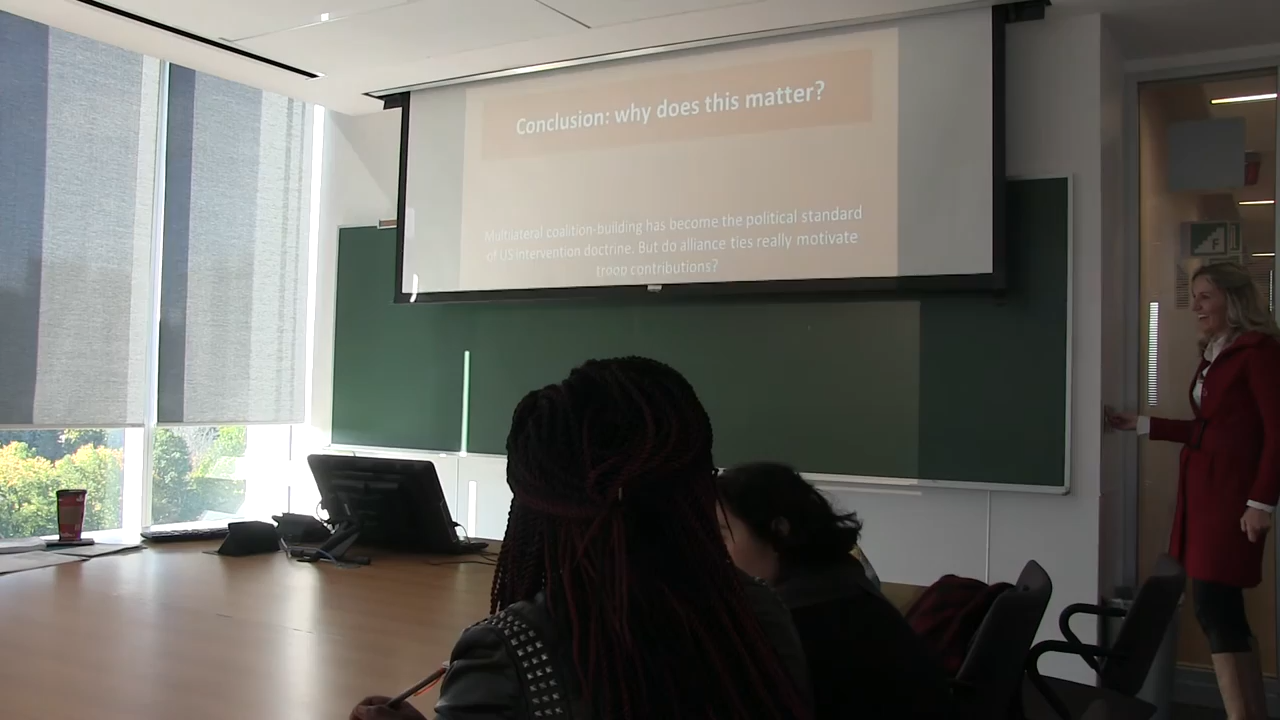 Conclusion: why does this matter?
Multilateral coalition-building has become the political standard
of US intervention doctrine. But do alliance ties really motivate
troop contributions?
F